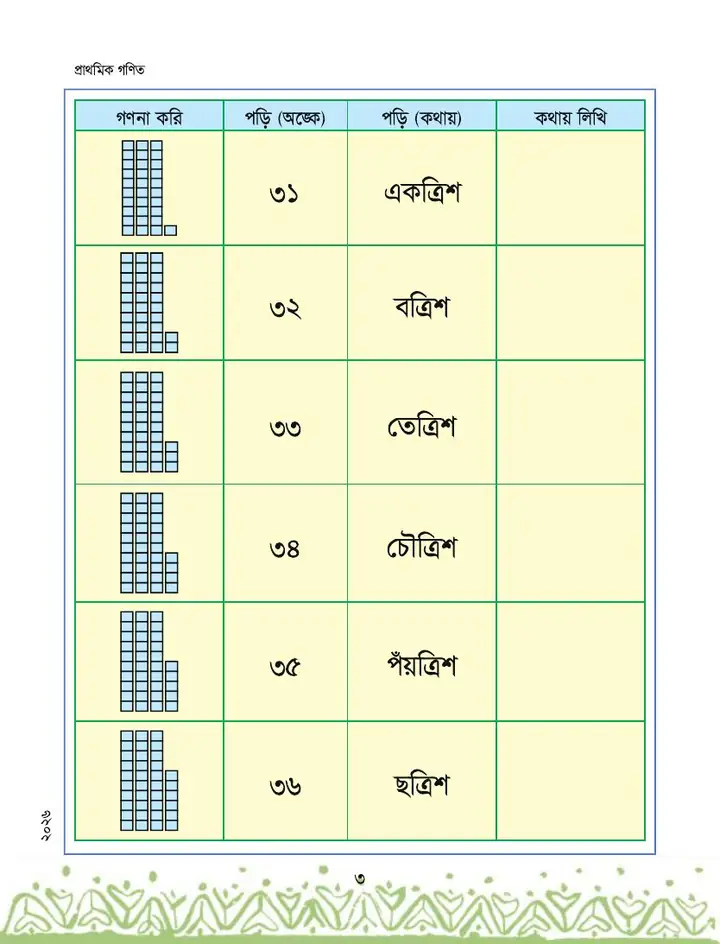 প্রাথমিক গণিত
গণনা করি পড়ি (অঙ্কে) পড়ি (কথায়) কথায় লিখি
৩১ একত্রিশ
৩২ বত্রিশ
৩৩ তেত্রিশ
৩৪ চৌত্রিশ
৩৫ পঁয়ত্রিশ
৩৬ ছত্রিশ
২০২৬
৩